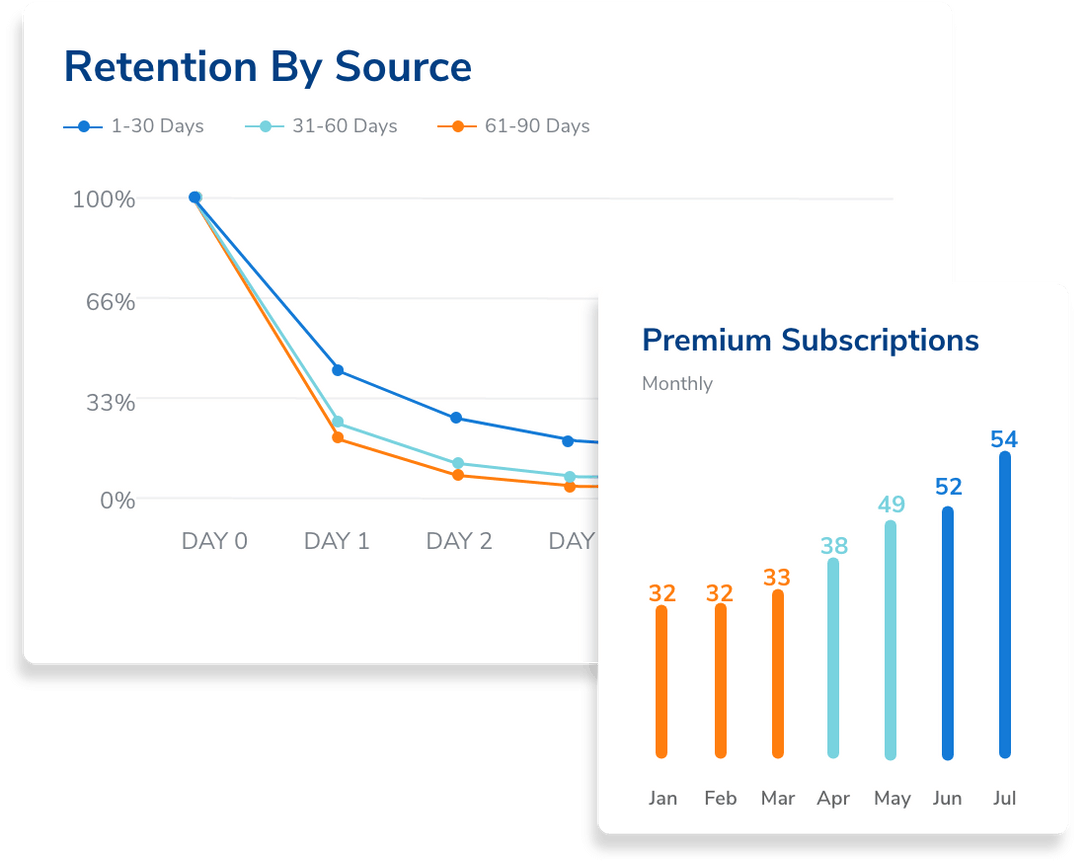 Retention By Source
1-30 Days 31-60 Days 61-90 Days
100%
66%
33%
0%
DAY 0 DAY 1 DAY 2 DAY
Premium Subscriptions
Monthly
32 32 33 38 49 52 54
Jan Feb Mar Apr May Jun Jul